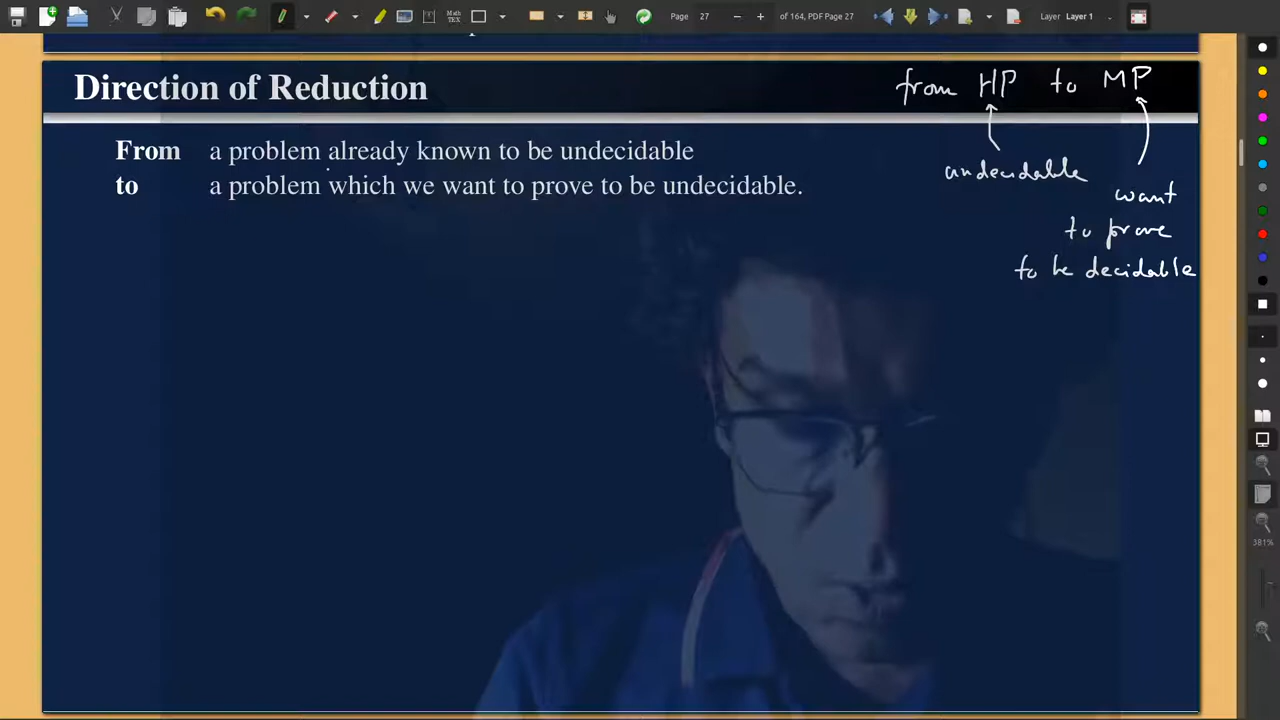 Page 27 of 164, PDF Page 27 Layer Layer 1
Direction of Reduction
from HP to MP
From a problem already known to be undecidable
to a problem which we want to prove to be undecidable.
undecidable
want
to prove
to be decidable
381%